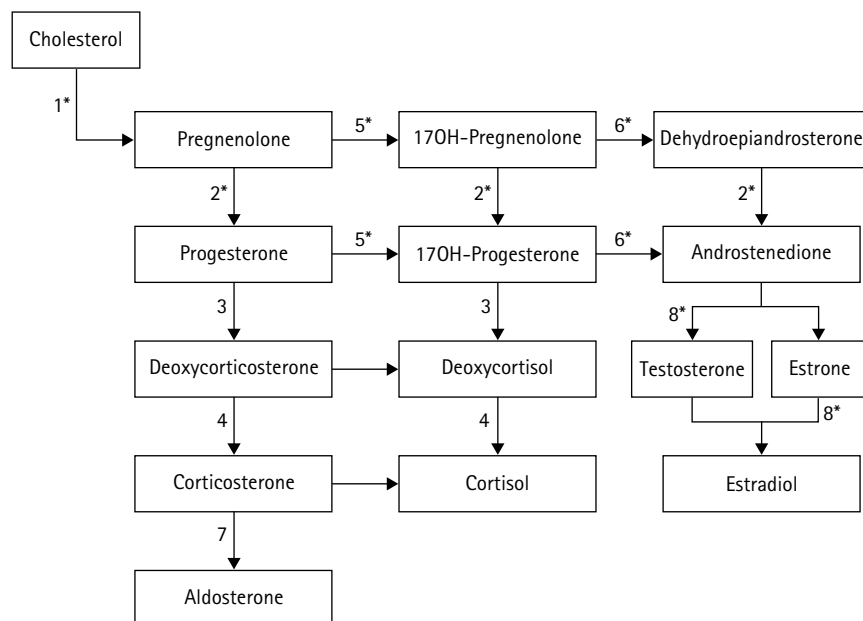 Cholesterol
1*
Pregnenolone
5*
17OH-Pregnenolone
6*
Dehydroepiandrosterone
2*
2*
2*
Progesterone
5*
17OH-Progesterone
6*
Androstenedione
3
3
8*
Deoxycorticosterone
Deoxycortisol
Testosterone
Estrone
4
4
8*
Corticosterone
Cortisol
Estradiol
7
Aldosterone